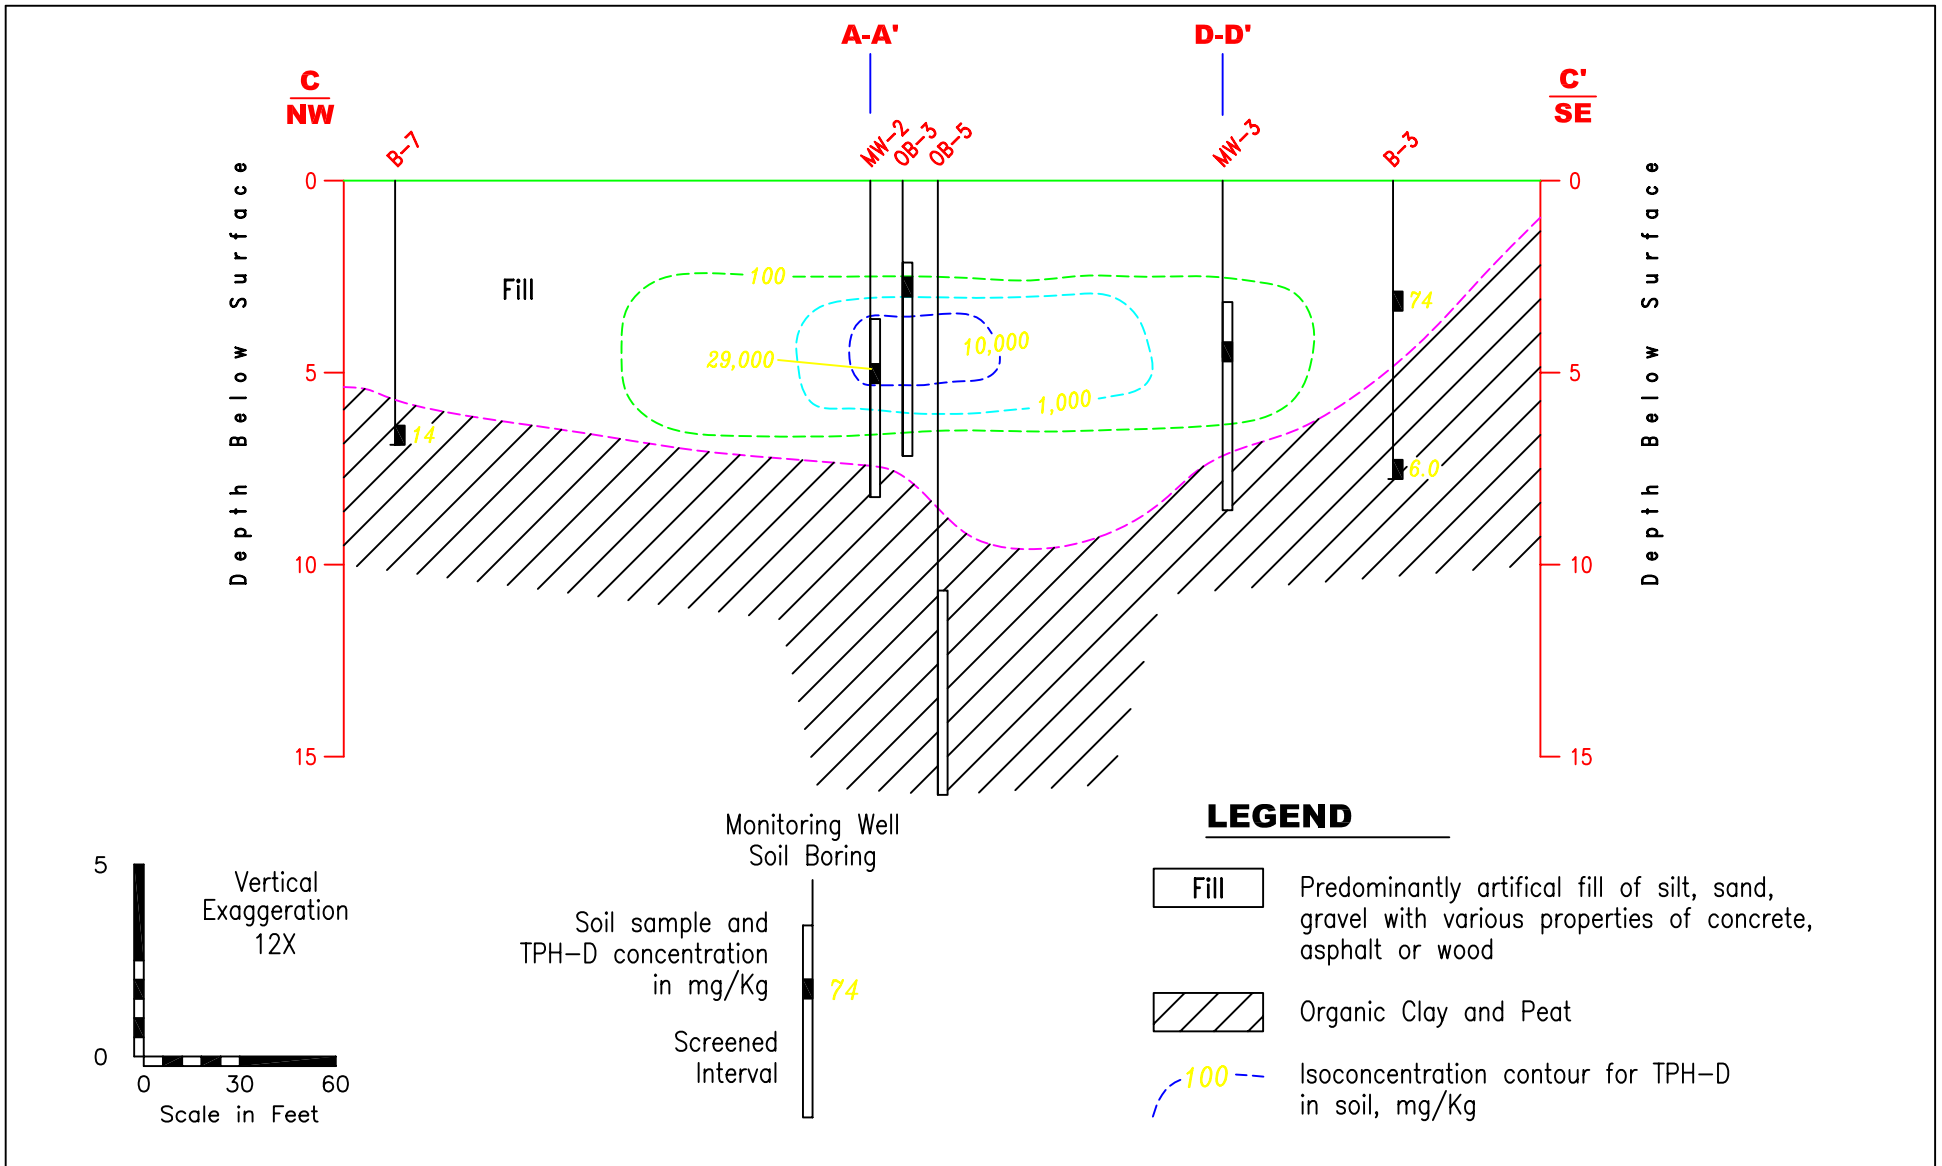 A-A'
D-D'
C
NW
C'
SE
B-7
MW-2
OB-3
OB-5
MW-3
B-3
Depth Below Surface
0
5
10
15
Fill
100
29,000
10,000
1,000
14
74
6.0
0
5
10
15
Depth Below Surface
5
0
Vertical
Exaggeration
12X
0 30 60
Scale in Feet
Monitoring Well
Soil Boring
Soil sample and
TPH-D concentration
in mg/Kg
74
Screened
Interval
LEGEND
Fill
Predominantly artifical fill of silt, sand,
gravel with various properties of concrete,
asphalt or wood
Organic Clay and Peat
100
Isoconcentration contour for TPH-D
in soil, mg/Kg